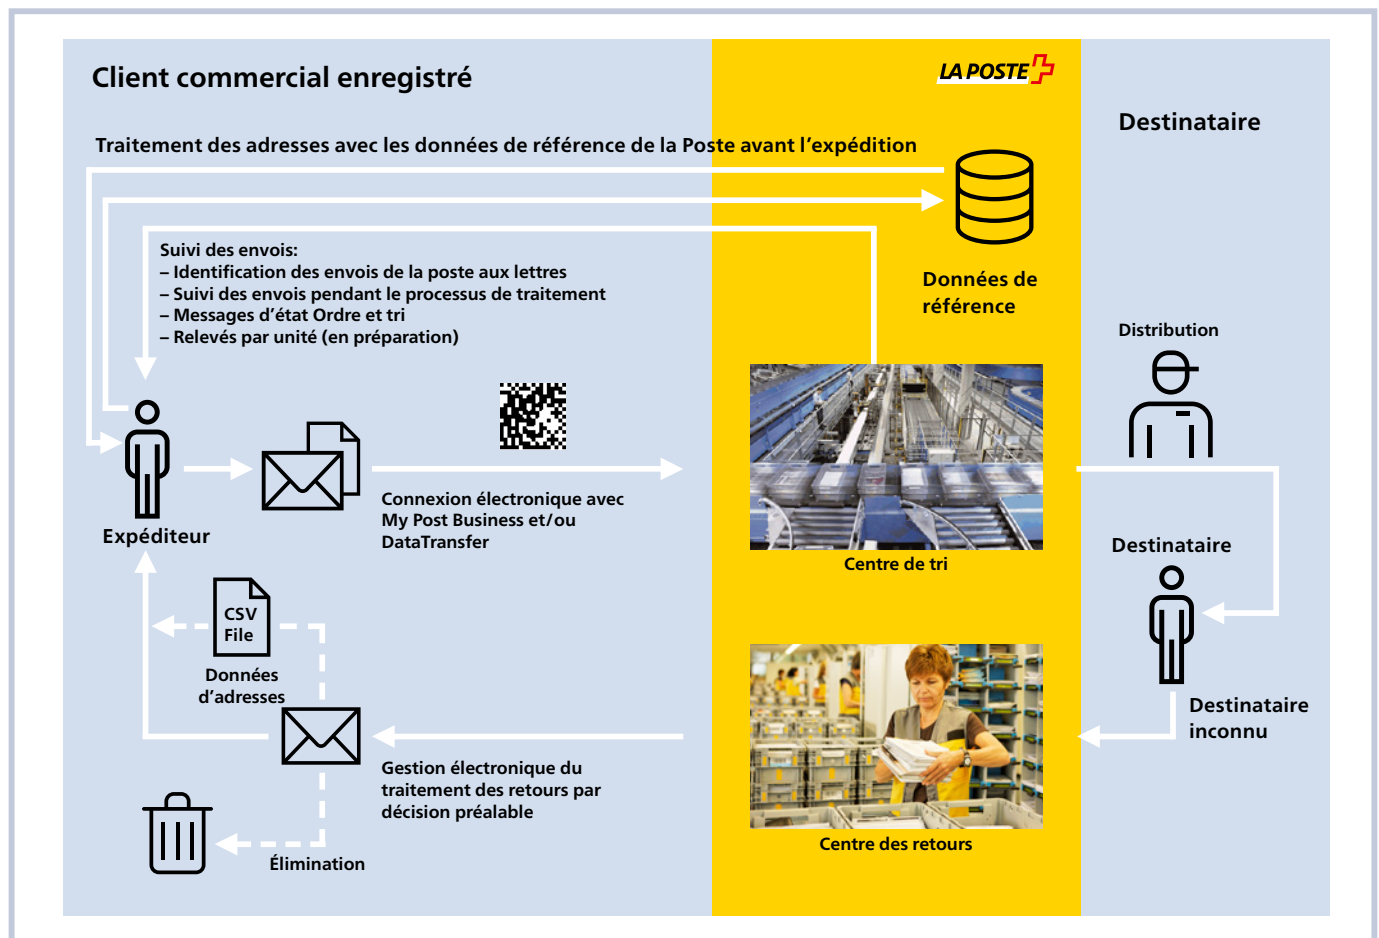 Client commercial enregistré
LA POSTE
Destinataire
Traitement des adresses avec les données de référence de la Poste avant l’expédition
Suivi des envois:
– Identification des envois de la poste aux lettres
– Suivi des envois pendant le processus de traitement
– Messages d’état Ordre et tri
– Relevés par unité (en préparation)
Données de
référence
Distribution
Expéditeur
Connexion électronique avec
My Post Business et/ou
DataTransfer
Centre de tri
Destinataire
CSV
File
Données
d’adresses
Destinataire
inconnu
Gestion électronique du
traitement des retours par
décision préalable
Élimination
Centre des retours